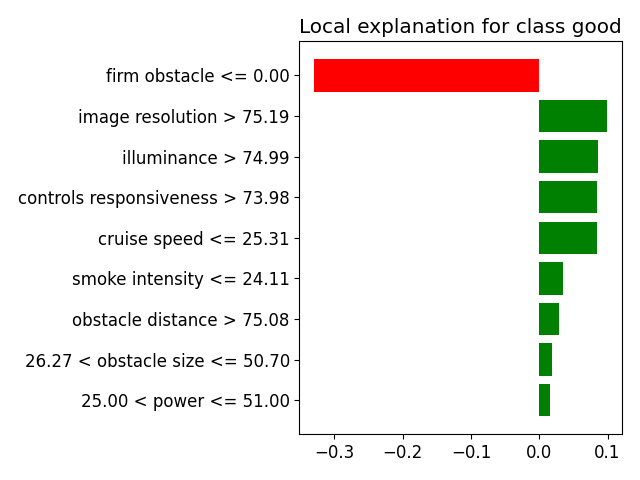 Local explanation for class good
firm obstacle <= 0.00
image resolution > 75.19
illuminance > 74.99
controls responsiveness > 73.98
cruise speed <= 25.31
smoke intensity <= 24.11
obstacle distance > 75.08
26.27 < obstacle size <= 50.70
25.00 < power <= 51.00
−0.3 −0.2 −0.1 0.0 0.1